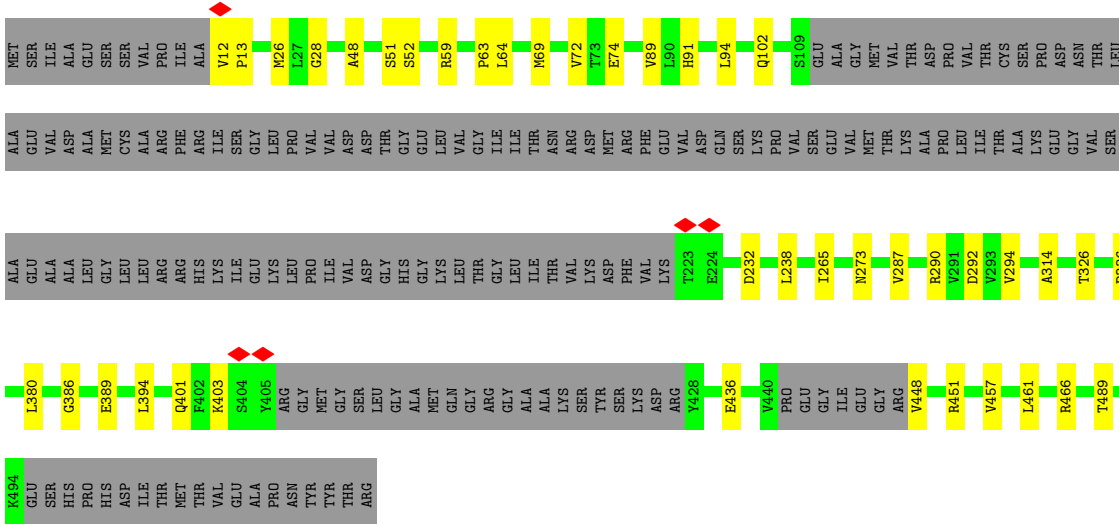 MET SER ILE ALA GLU SER SER VAL PRO ILE ALA V12 P13 M26 L27 G28 A48 S51 S52 R59 P63 L64 M69 V72 T73 E74 V89 L90 H91 L94 Q102 S109 GLU ALA GLY MET VAL THR ASP PRO VAL THR CYS SER PRO ASP ASN THR LEU
ALA GLU VAL ASP ALA MET CYS ALA ARG PHE ARG ILE SER GLY LEU PRO VAL VAL ASP ASP THR GLY GLU LEU VAL GLY ILE ILE THR ASN ARG ASP MET ARG PHE GLU VAL ASP GLN SER LYS PRO VAL SER GLU VAL MET THR LYS ALA PRO LEU ILE THR ALA LYS GLU GLY VAL SER
ALA GLU ALA ALA LEU GLY LEU LEU ARG ARG HIS LYS ILE GLU LYS LEU PRO ILE VAL ASP GLY HIS GLY LYS LEU THR GLY LEU ILE THR VAL LYS ASP PHE VAL LYS T223 E224 D232 L238 I265 N273 V287 R290 V291 D292 V293 V294 A314 T326
L380 G386 E389 L394 Q401 F402 K403 S404 Y405 ARG GLY MET GLY SER LEU GLY ALA MET GLN GLY ARG GLY ALA ALA LYS SER TYR SER LYS ASP ARG Y428 E436 V440 PRO GLU GLY ILE GLU GLY ARG V448 R451 V457 L461 R466 T489
K494 GLU SER HIS PRO HIS ASP ILE THR MET THR VAL GLU ALA PRO ASN TYR TYR THR ARG